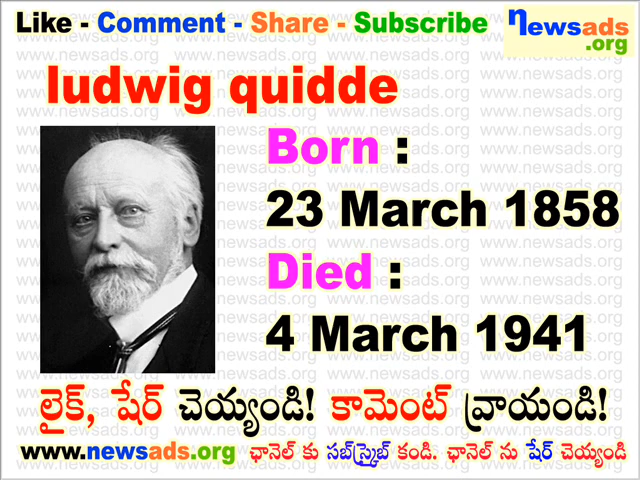 Like - Comment - Share - Subscribe
newsads
.org
ludwig quidde
Born :
23 March 1858
Died :
4 March 1941
లైక్, షేర్ చెయ్యండి! కామెంట్ వ్రాయండి!
www.newsads.org ఛానెల్ కు సబ్‌స్క్రైబ్ కండి. ఛానెల్ ను షేర్ చెయ్యండి